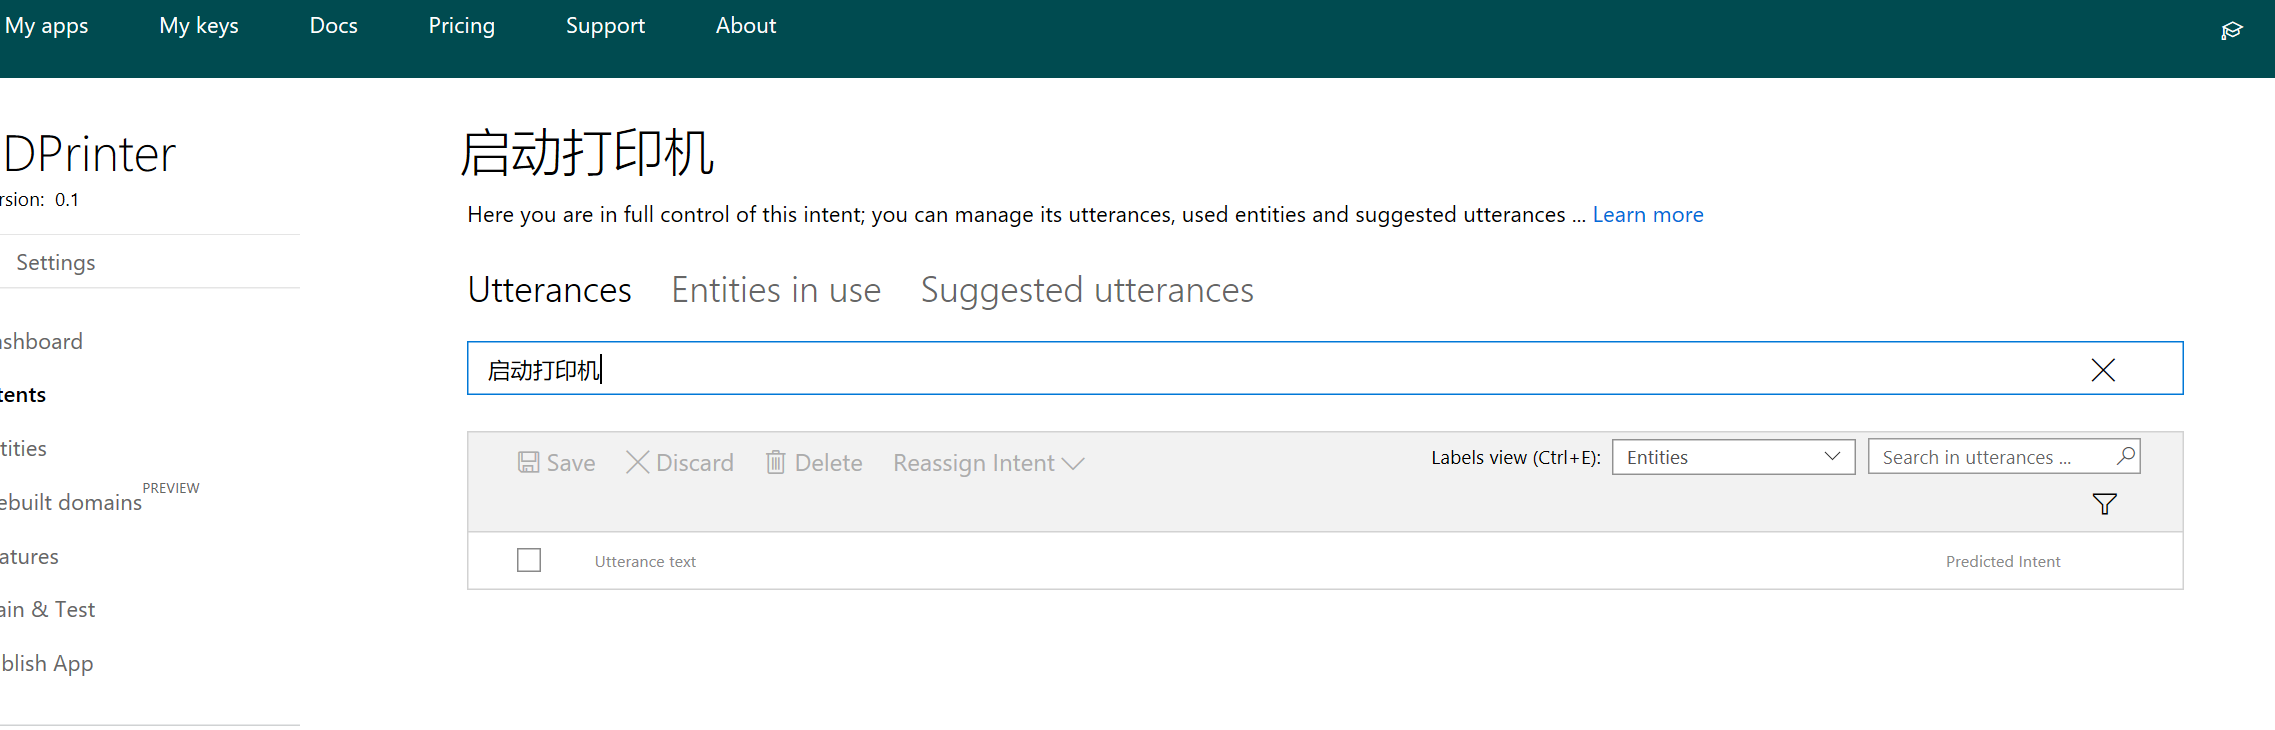 My apps My keys Docs Pricing Support About
DPrinter
rsion: 0.1
Settings
ashboard
tents
tities
ebuilt domains PREVIEW
atures
ain & Test
blish App
启动打印机
Here you are in full control of this intent; you can manage its utterances, used entities and suggested utterances ... Learn more
Utterances Entities in use Suggested utterances
启动打印机
Save Discard Delete Reassign Intent Labels view (Ctrl+E): Entities Search in utterances ...
Utterance text Predicted Intent